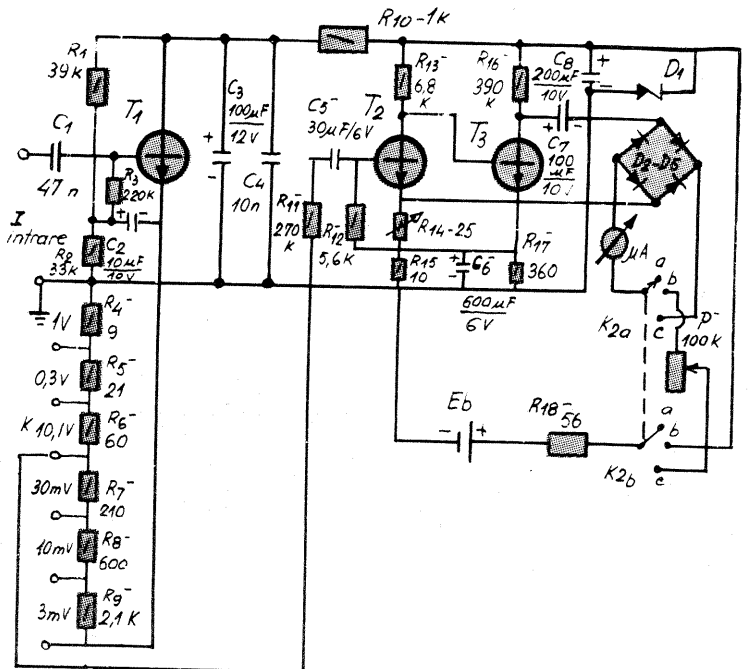 R10-1K
R1
39K
C1
47n
T1
R3
220K
I
intrare
R2
33K
C2
10µF
10V
C3
100µF
12V
C4
10n
C5
30µF/6V
R11
270
K
R12
5,6K
R13
6,8
K
T2
T3
R16
390
K
R14-25
R15
10
C6
600µF
6V
R17
360
C7
100
µF
10V
C8
200µF
10V
D1
D2-D5
µA
a
b
c
K2a
P
100K
a
b
c
K2b
Eb
- +
R18-
56
R4-
9
1V
R5-
21
0,3V
R6-
60
K1 0,1V
R7-
210
30mV
R8-
600
10mV
R9-
2,1K
3mV